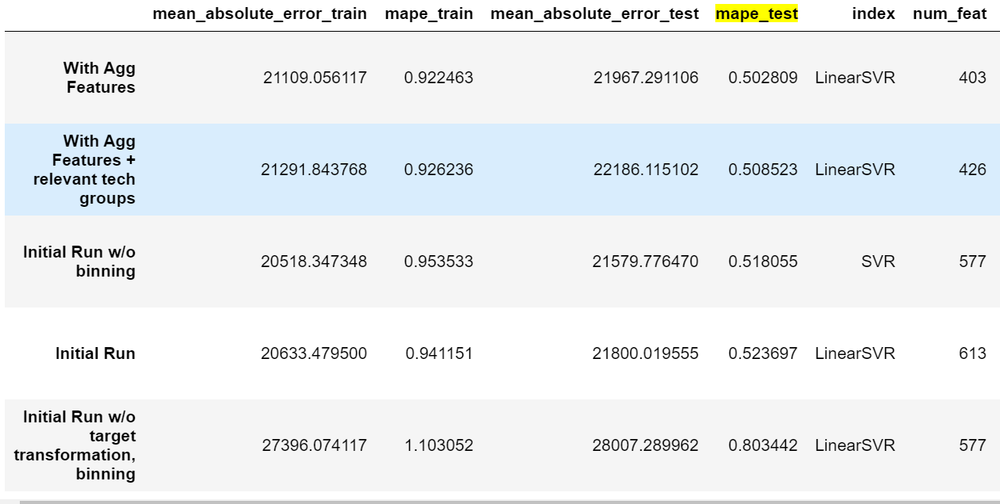 mean_absolute_error_train mape_train mean_absolute_error_test mape_test index num_feat
With Agg
Features 21109.056117 0.922463 21967.291106 0.502809 LinearSVR 403
With Agg
Features +
relevant tech
groups 21291.843768 0.926236 22186.115102 0.508523 LinearSVR 426
Initial Run w/o
binning 20518.347348 0.953533 21579.776470 0.518055 SVR 577
Initial Run 20633.479500 0.941151 21800.019555 0.523697 LinearSVR 613
Initial Run w/o
target
transformation,
binning 27396.074117 1.103052 28007.289962 0.803442 LinearSVR 577